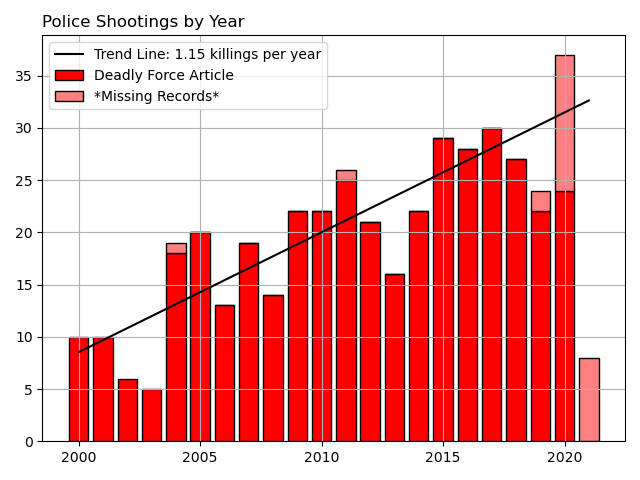 Police Shootings by Year
Trend Line: 1.15 killings per year
Deadly Force Article
*Missing Records*
35
30
25
20
15
10
5
0
2000 2005 2010 2015 2020